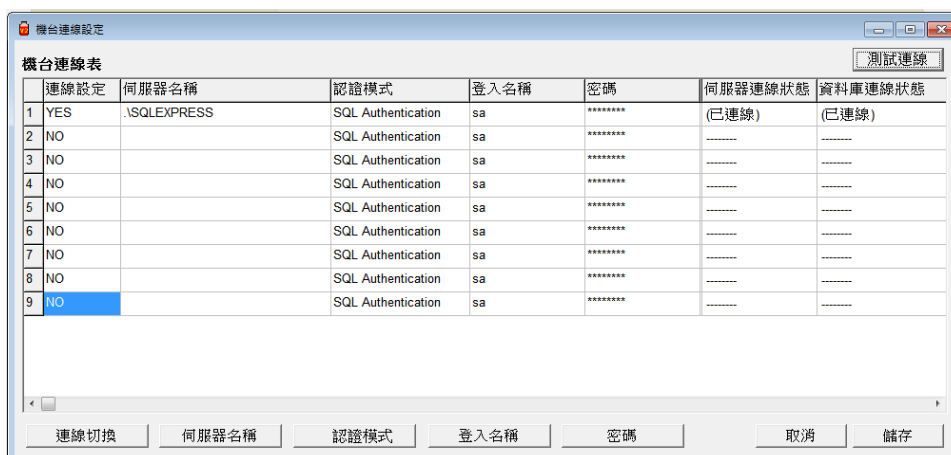 V2 機台連線設定
機台連線表 測試連線
連線設定 伺服器名稱 認證模式 登入名稱 密碼 伺服器連線狀態 資料庫連線狀態
1 YES .\SQLEXPRESS SQL Authentication sa ******** (已連線) (已連線)
2 NO SQL Authentication sa ******** -------- --------
3 NO SQL Authentication sa ******** -------- --------
4 NO SQL Authentication sa ******** -------- --------
5 NO SQL Authentication sa ******** -------- --------
6 NO SQL Authentication sa ******** -------- --------
7 NO SQL Authentication sa ******** -------- --------
8 NO SQL Authentication sa ******** -------- --------
9 NO SQL Authentication sa ******** -------- --------
連線切換 伺服器名稱 認證模式 登入名稱 密碼 取消 儲存